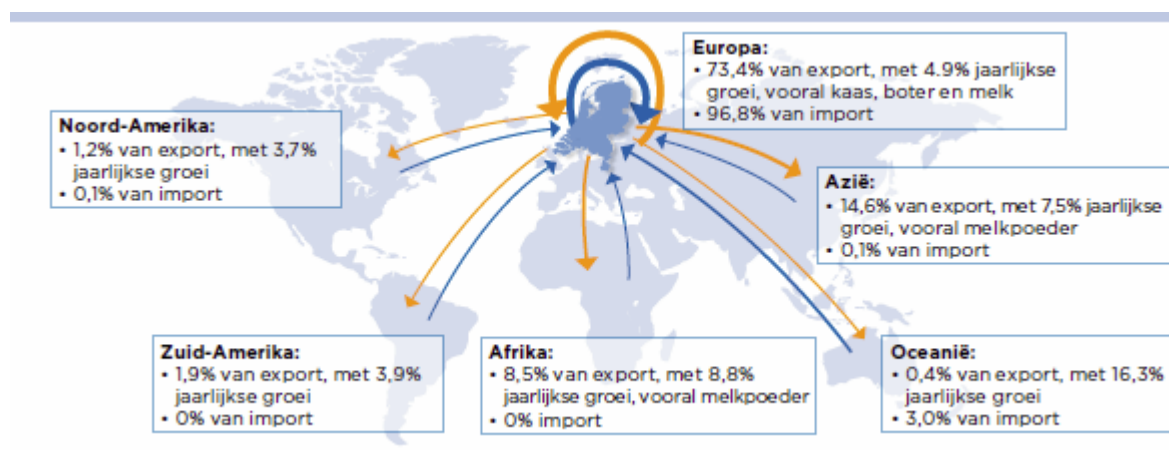 Europa:
• 73,4% van export, met 4.9% jaarlijkse
groei, vooral kaas, boter en melk
• 96,8% van import
Noord-Amerika:
• 1,2% van export, met 3,7%
jaarlijkse groei
• 0,1% van import
Azië:
• 14,6% van export, met 7,5% jaarlijkse
groei, vooral melkpoeder
• 0,1% van import
Zuid-Amerika:
• 1,9% van export, met 3,9%
jaarlijkse groei
• 0% van import
Afrika:
• 8,5% van export, met 8,8%
jaarlijkse groei, vooral melkpoeder
• 0% import
Oceanië:
• 0,4% van export, met 16,3%
jaarlijkse groei
• 3,0% van import